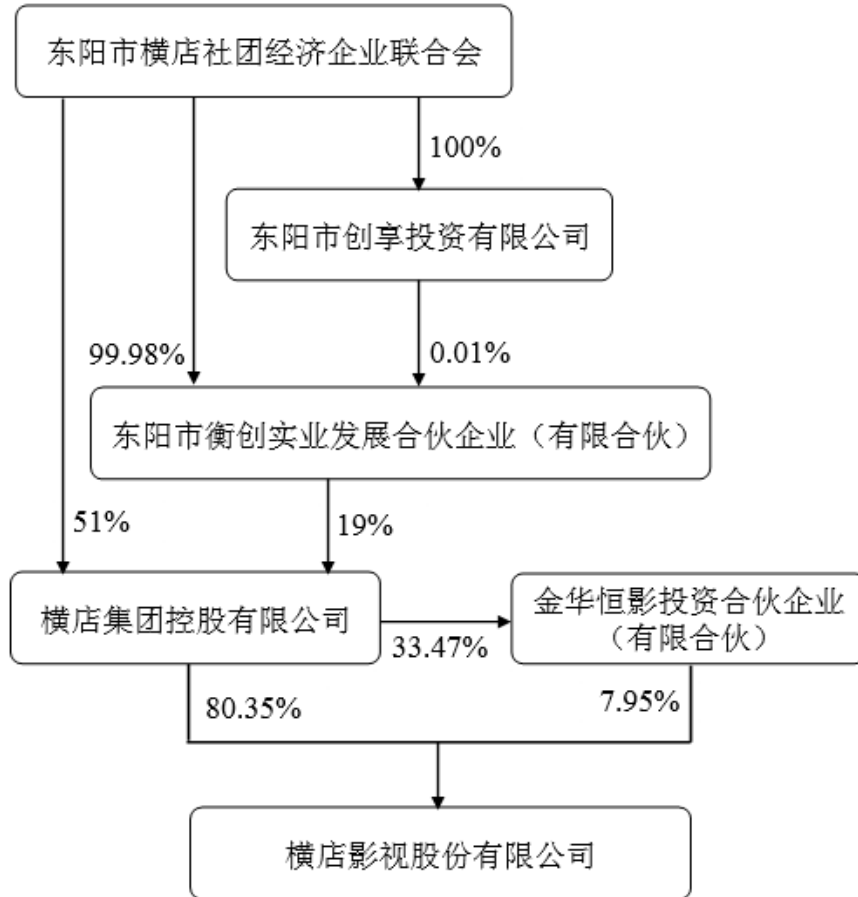 东阳市横店社团经济企业联合会
100%
东阳市创享投资有限公司
99.98%
0.01%
东阳市衡创实业发展合伙企业（有限合伙）
51%
19%
横店集团控股有限公司
33.47%
金华恒影投资合伙企业
（有限合伙）
80.35%
7.95%
横店影视股份有限公司